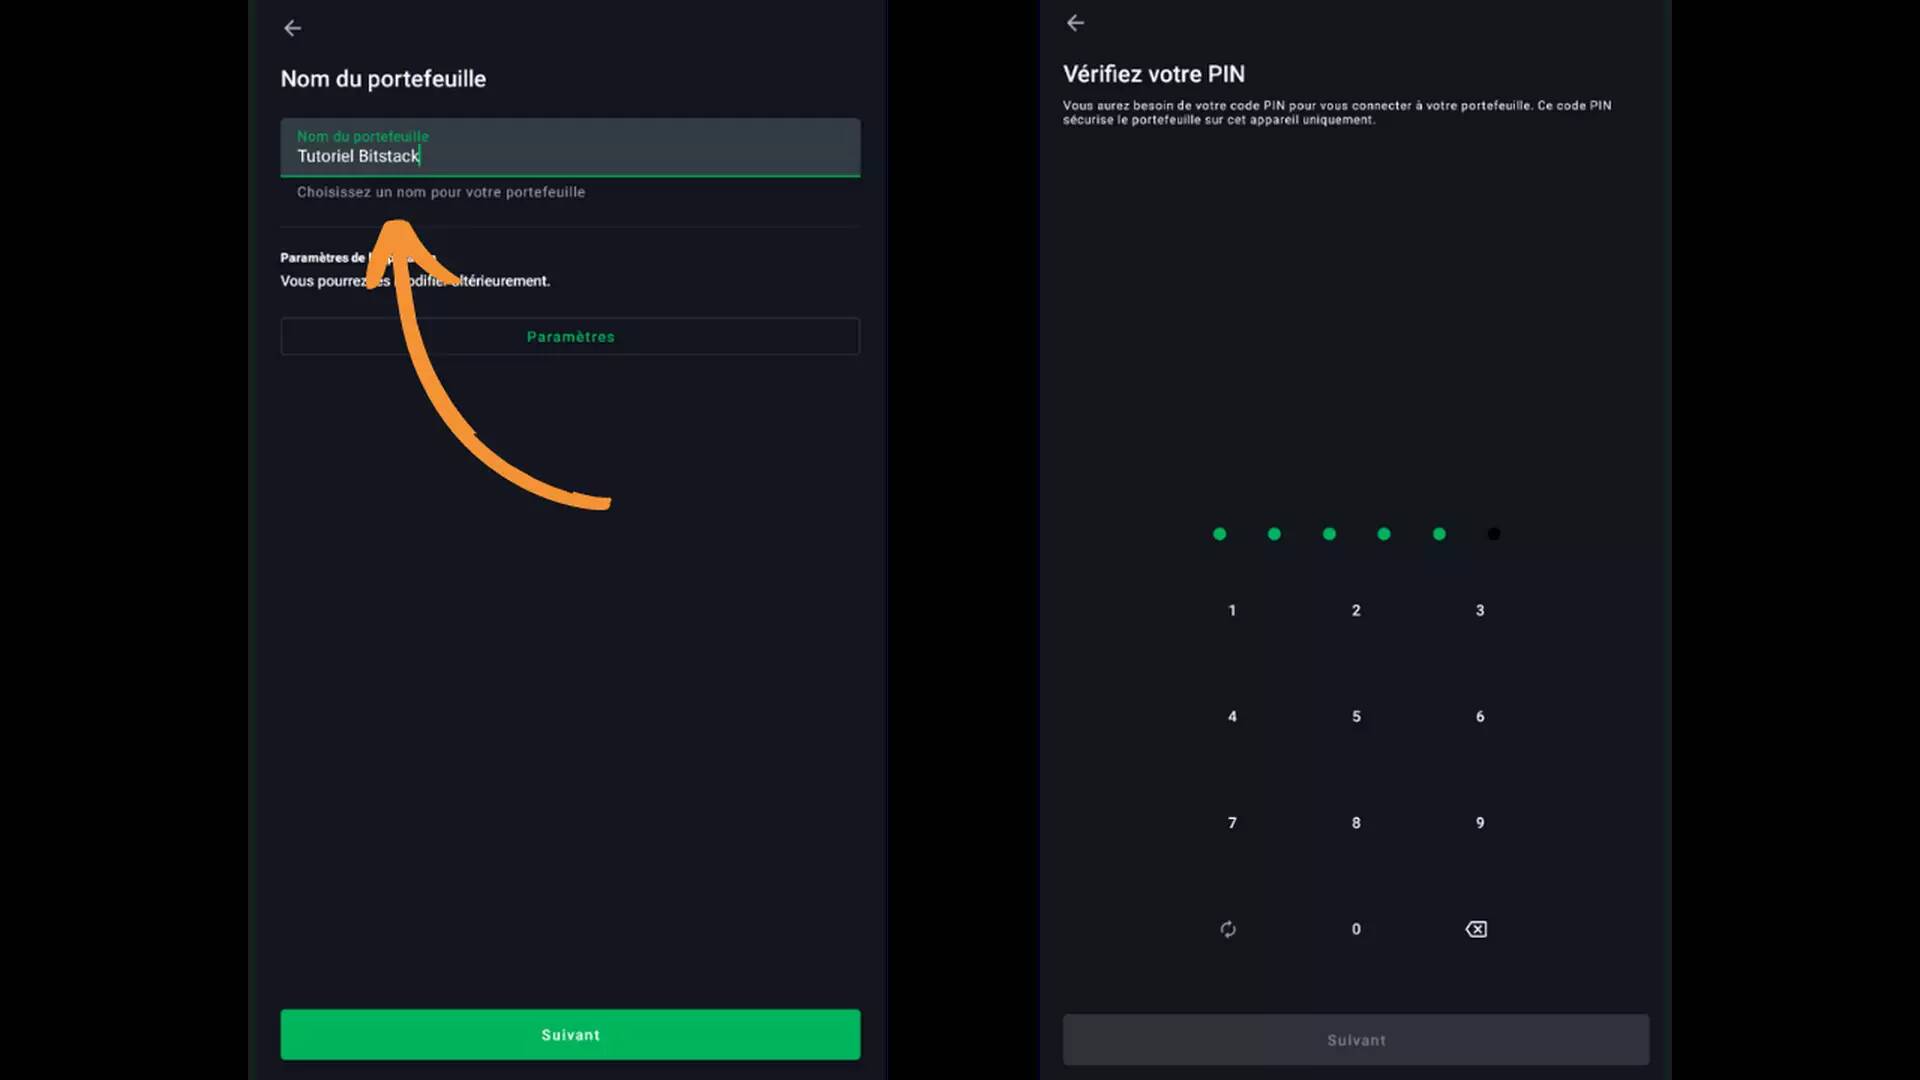 Nom du portefeuille
Nom du portefeuille
Tutoriel Bitstack
Choisissez un nom pour votre portefeuille
Paramètres de
Vous pourrez ultérieurement.
Paramètres
Suivant
Vérifiez votre PIN
Vous aurez besoin de votre code PIN pour vous connecter à votre portefeuille. Ce code PIN
sécurise le portefeuille sur cet appareil uniquement.
1 2 3
4 5 6
7 8 9
0
Suivant